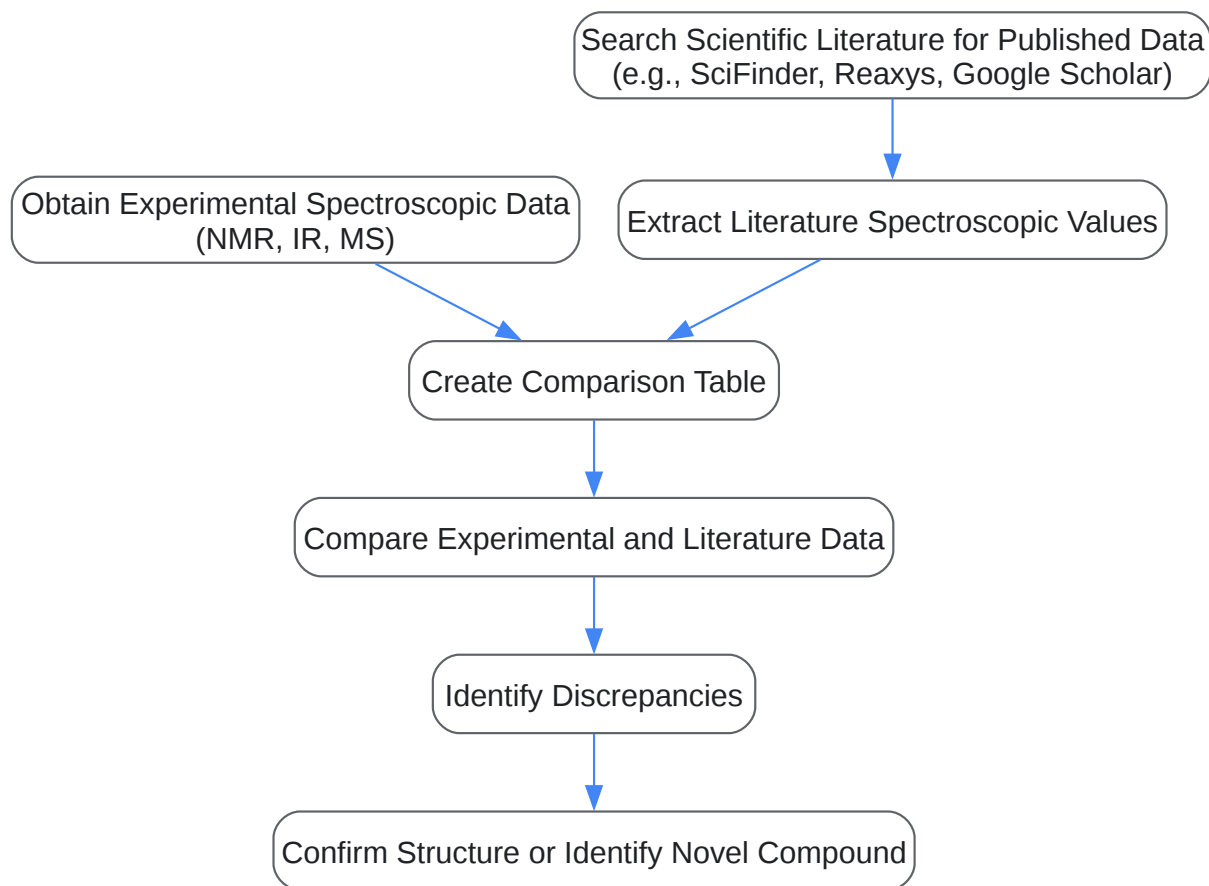 Search Scientific Literature for Published Data
(e.g., SciFinder, Reaxys, Google Scholar)
Obtain Experimental Spectroscopic Data
(NMR, IR, MS)
Extract Literature Spectroscopic Values
Create Comparison Table
Compare Experimental and Literature Data
Identify Discrepancies
Confirm Structure or Identify Novel Compound